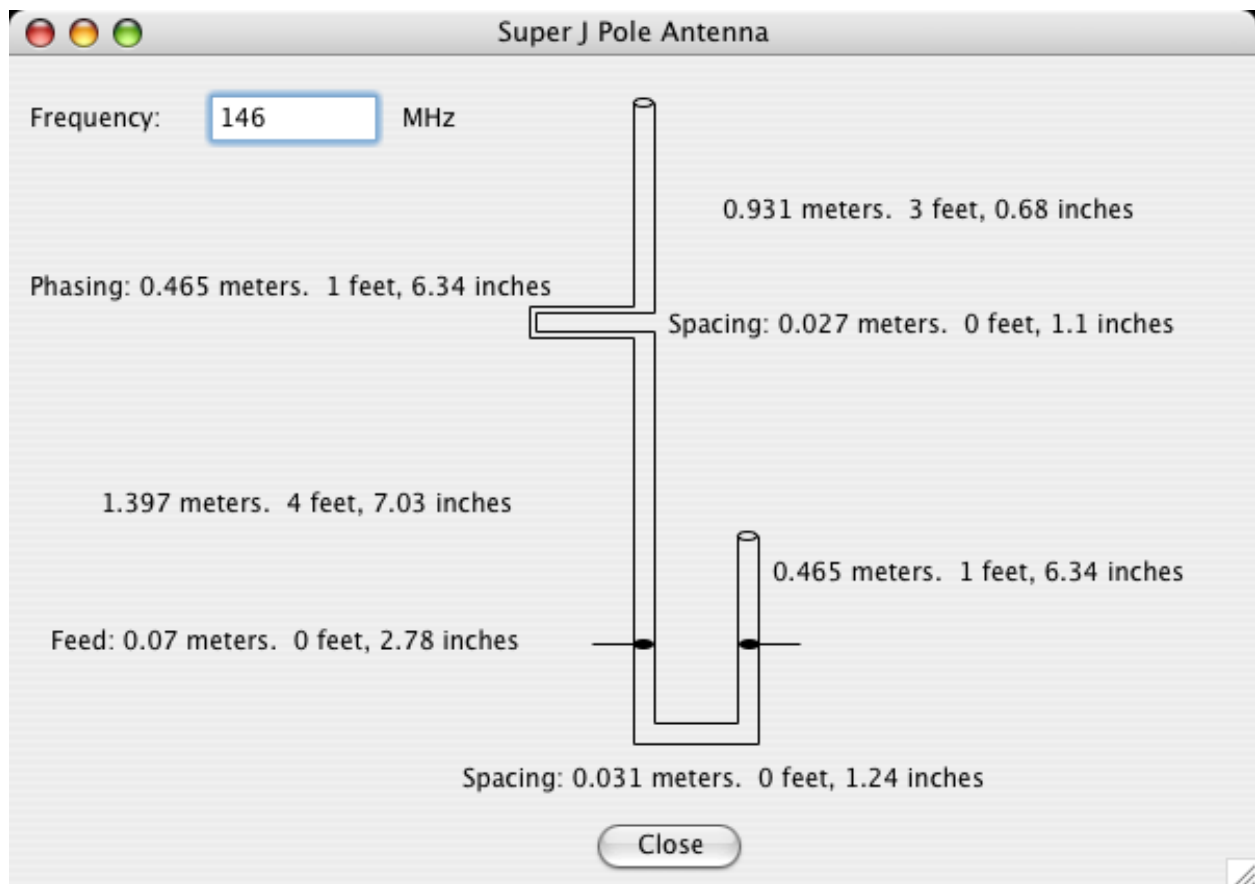 Super J Pole Antenna
Frequency: 146 MHz
0.931 meters.  3 feet, 0.68 inches
Phasing: 0.465 meters.  1 feet, 6.34 inches
Spacing: 0.027 meters.  0 feet, 1.1 inches
1.397 meters.  4 feet, 7.03 inches
0.465 meters.  1 feet, 6.34 inches
Feed: 0.07 meters.  0 feet, 2.78 inches
Spacing: 0.031 meters.  0 feet, 1.24 inches
Close